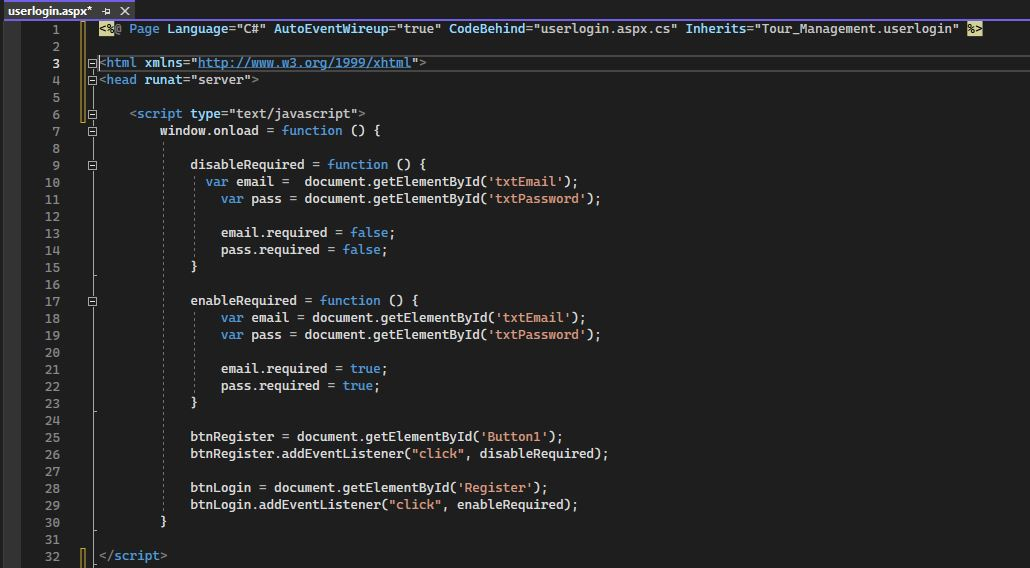 userlogin.aspx*
1 <%@ Page Language="C#" AutoEventWireup="true" CodeBehind="userlogin.aspx.cs" Inherits="Tour_Management.userlogin" %>
2
3 <html xmlns="http://www.w3.org/1999/xhtml">
4 <head runat="server">
5
6 <script type="text/javascript">
7 window.onload = function () {
8
9 disableRequired = function () {
10 var email =  document.getElementById('txtEmail');
11 var pass = document.getElementById('txtPassword');
12
13 email.required = false;
14 pass.required = false;
15 }
16
17 enableRequired = function () {
18 var email = document.getElementById('txtEmail');
19 var pass = document.getElementById('txtPassword');
20
21 email.required = true;
22 pass.required = true;
23 }
24
25 btnRegister = document.getElementById('Button1');
26 btnRegister.addEventListener("click", disableRequired);
27
28 btnLogin = document.getElementById('Register');
29 btnLogin.addEventListener("click", enableRequired);
30 }
31
32 </script>